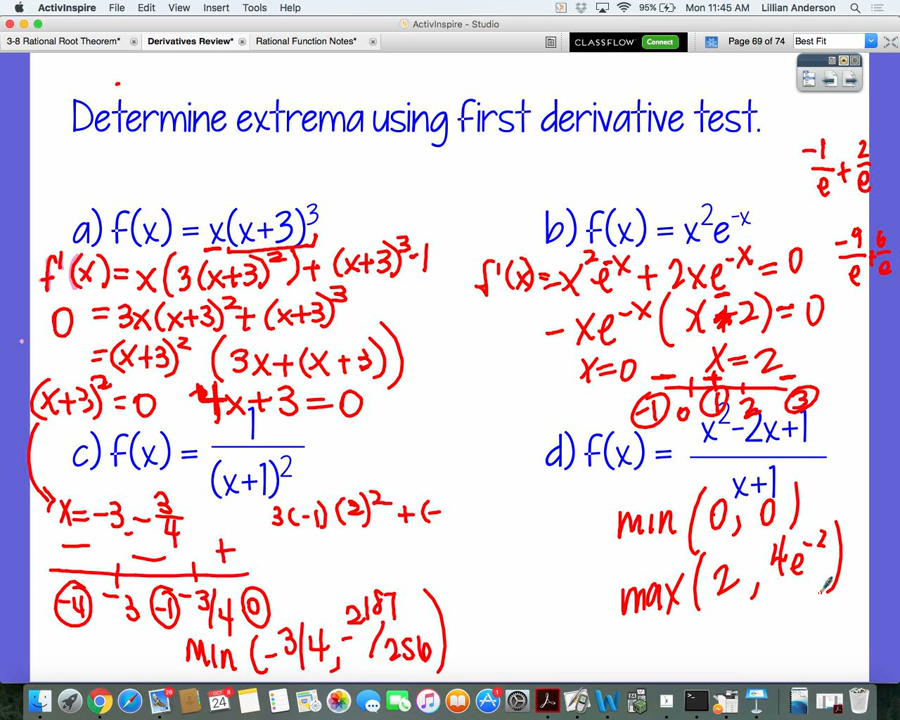 ActivInspire File Edit View Insert Tools Help 95% Mon 11:45 AM Lillian Anderson
ActivInspire - Studio
3-8 Rational Root Theorem* Derivatives Review* Rational Function Notes* CLASSFLOW Connect Page 69 of 74 Best Fit
Determine extrema using first derivative test.
-1/e + 2/e
a) f(x) = x(x+3)³
b) f(x) = x²e⁻ˣ
-9/e + 6/e
f'(x) = x(3(x+3)²) + (x+3)³·1
f'(x) = -x²e⁻ˣ + 2xe⁻ˣ = 0
0 = 3x(x+3)² + (x+3)³
-xe⁻ˣ(x-2) = 0
= (x+3)² (3x+(x+3))
x=0 x=2
(x+3)² = 0 4x+3=0
- + -
-1 0 1 2 3
c) f(x) = 1/(x+1)²
d) f(x) = (x²-2x+1)/(x+1)
x=-3 -3/4
3(-1)(2)² + (-
min (0, 0)
- - +
max (2, 4e⁻²)
-4 -3 -1 -3/4 0
min (-3/4, -2187/256)
28
OCT 24